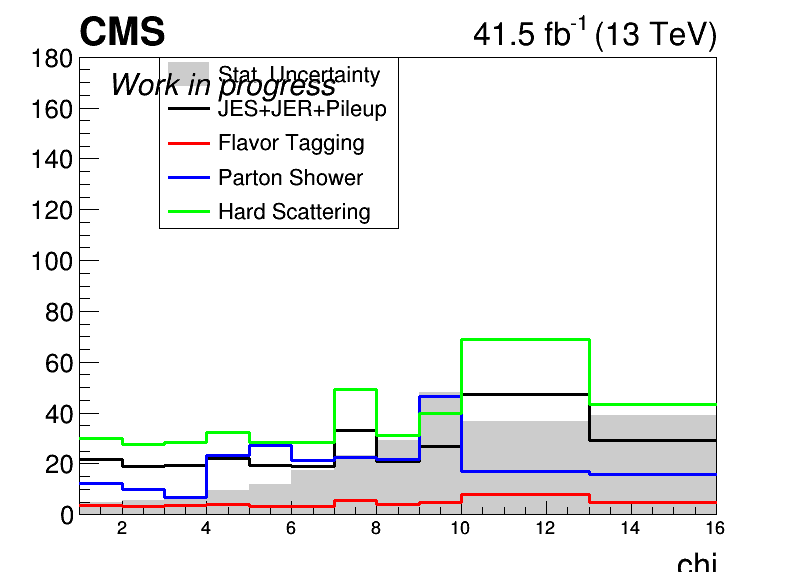 CMS 41.5 fb-1 (13 TeV)
180
Stat. Uncertainty
Work in progress
160
JES+JER+Pileup
140
Flavor Tagging
Parton Shower
120
Hard Scattering
100
80
60
40
20
0
2 4 6 8 10 12 14 16
chi